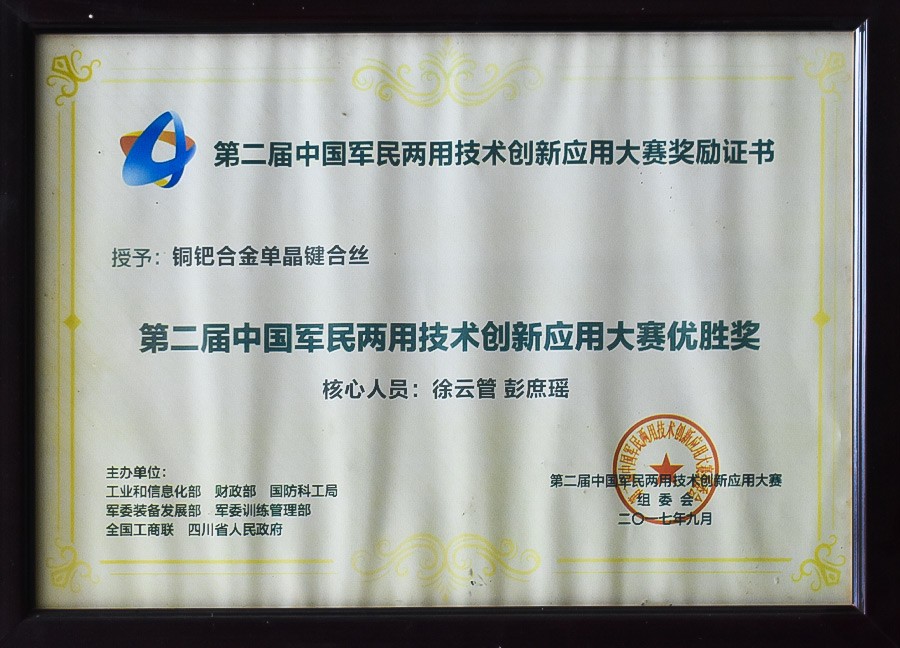 第二届中国军民两用技术创新应用大赛奖励证书
授予：铜钯合金单晶键合丝
第二届中国军民两用技术创新应用大赛优胜奖
核心人员：徐云管 彭庶瑶
主办单位：
工业和信息化部 财政部 国防科工局
军委装备发展部 军委训练管理部
全国工商联 四川省人民政府
第二届中国军民两用技术创新应用大赛
组委会
二〇一七年九月